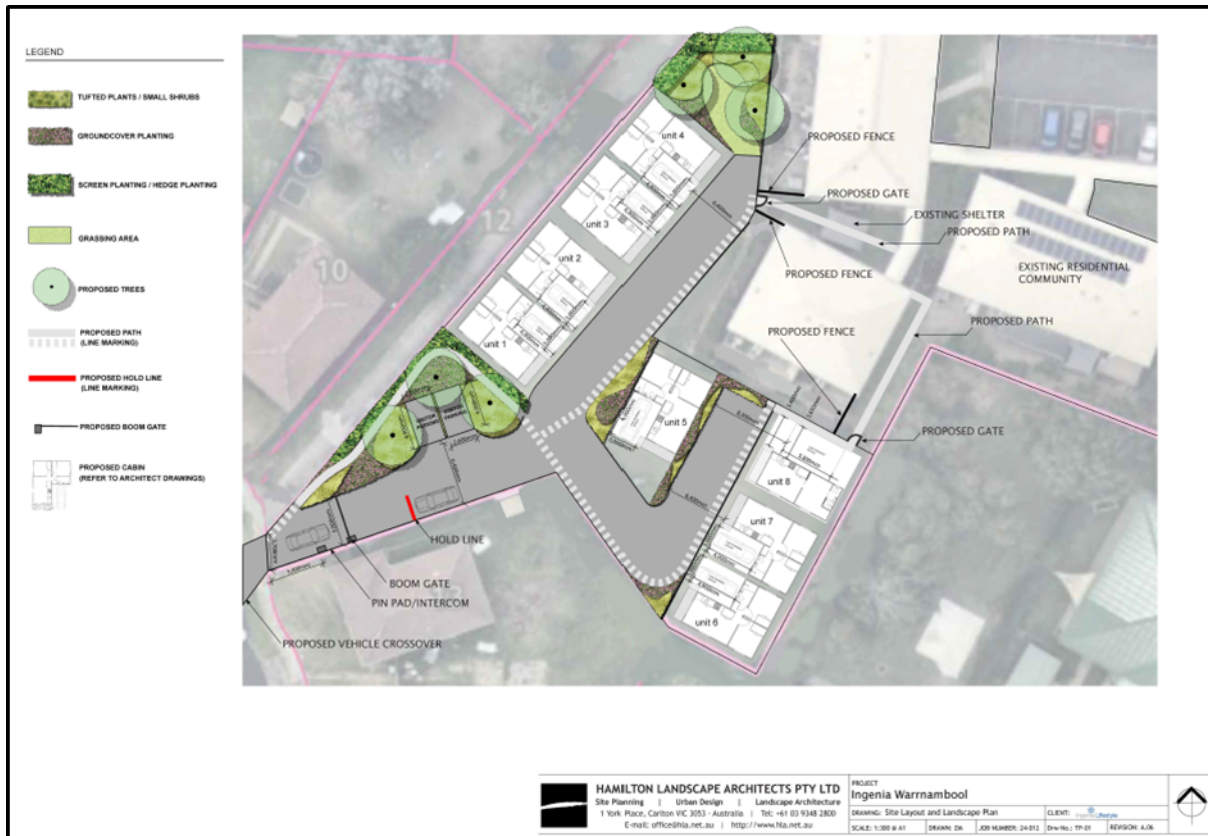 LEGEND
TUFTED PLANTS / SMALL SHRUBS
GROUNDCOVER PLANTING
SCREEN PLANTING / HEDGE PLANTING
GRASSING AREA
PROPOSED TREES
PROPOSED PATH
(LINE MARKING)
PROPOSED HOLD LINE
(LINE MARKING)
PROPOSED BOOM GATE
PROPOSED CABIN
(REFER TO ARCHITECT DRAWINGS)
unit 4
unit 3
unit 2
unit 1
12
10
PROPOSED FENCE
PROPOSED GATE
EXISTING SHELTER
PROPOSED PATH
PROPOSED FENCE
EXISTING RESIDENTIAL
COMMUNITY
PROPOSED FENCE
PROPOSED PATH
PROPOSED GATE
unit 5
unit 8
unit 7
unit 6
HOLD LINE
BOOM GATE
PIN PAD/INTERCOM
PROPOSED VEHICLE CROSSOVER
HAMILTON LANDSCAPE ARCHITECTS PTY LTD
Site Planning | Urban Design | Landscape Architecture
1 York Place, Carlton VIC 3053 - Australia | Tel: +61 03 9348 2800
E-mail: office@hla.net.au | http://www.hla.net.au
PROJECT
Ingenia Warrnambool
DRAWING: Site Layout and Landscape Plan
CLIENT: Ingenia Lifestyle
SCALE: 1:300 @ A1
DRAWN: DA
JOB NUMBER: 24-012
Drw No.: TP-01
REVISION: A.06